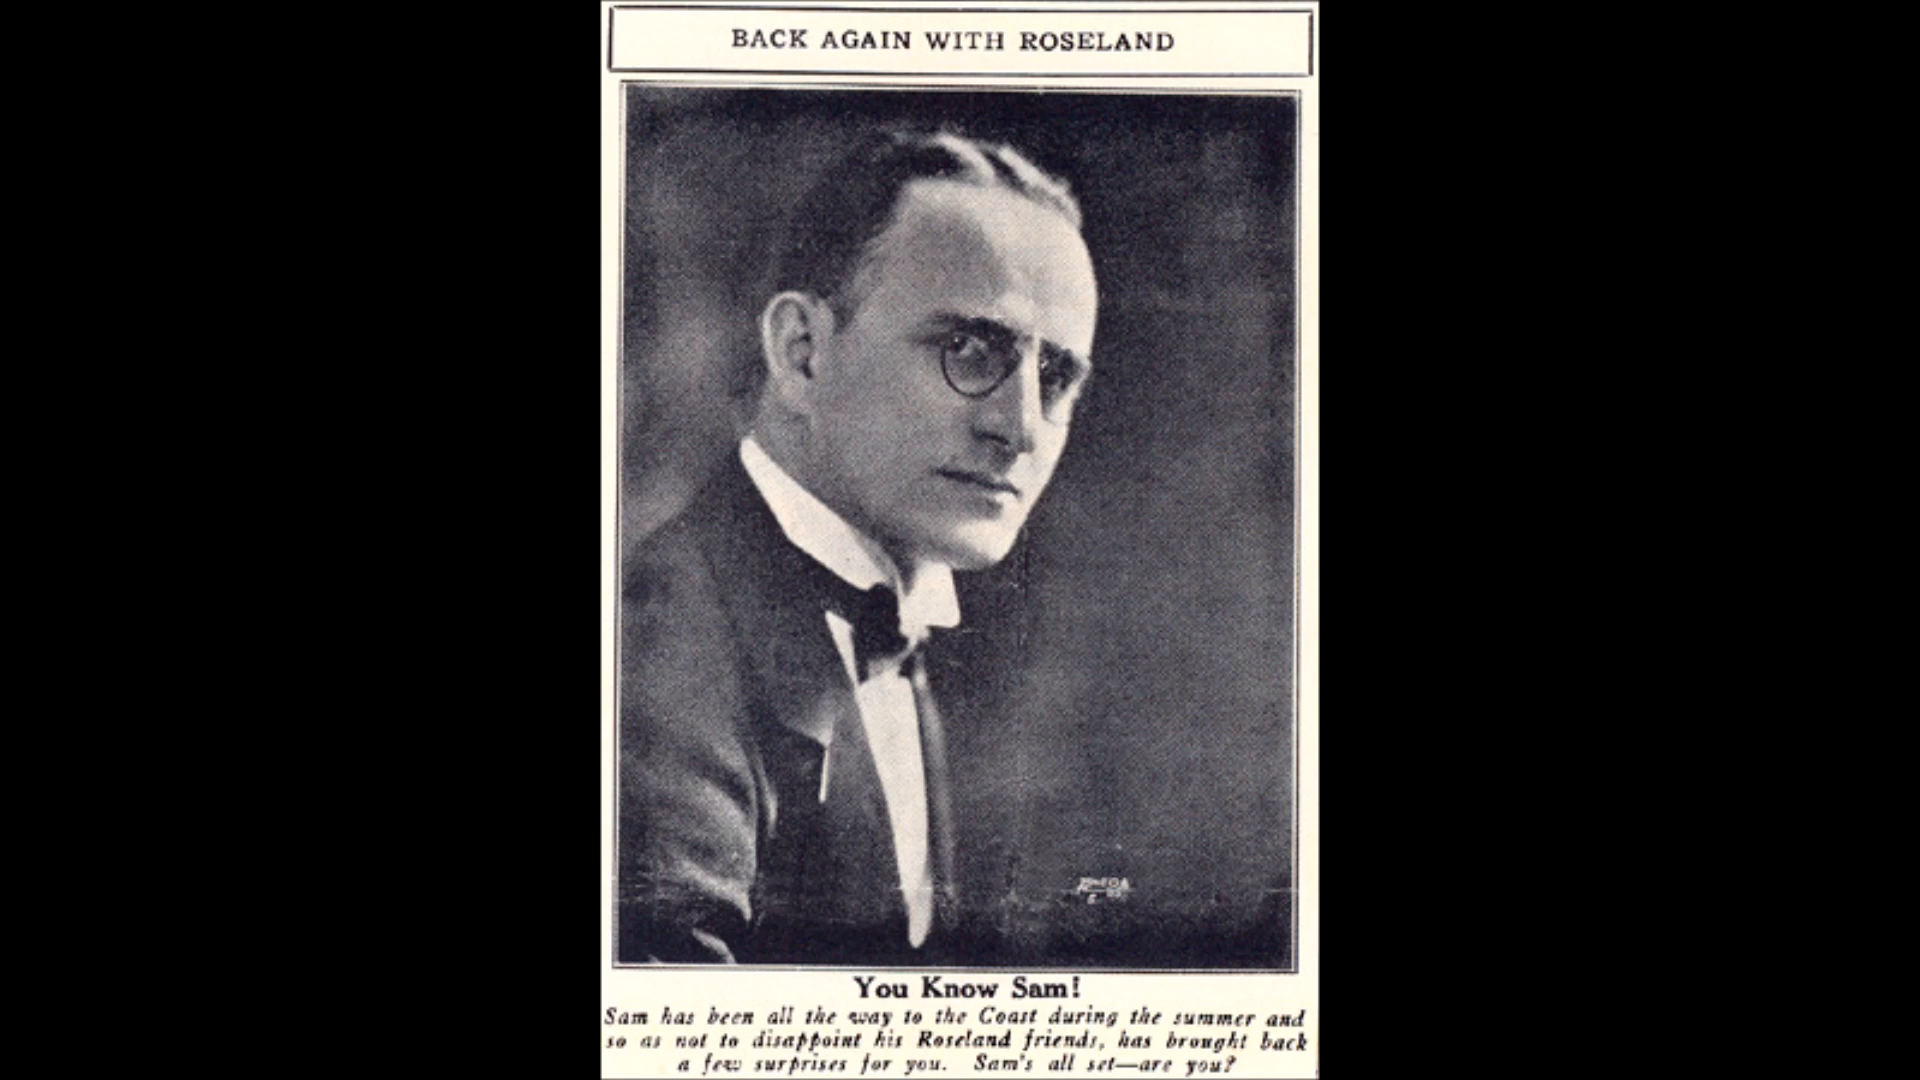 BACK AGAIN WITH ROSELAND
You Know Sam!
Sam has been all the way to the Coast during the summer and
so as not to disappoint his Roseland friends, has brought back
a few surprises for you. Sam's all set—are you?